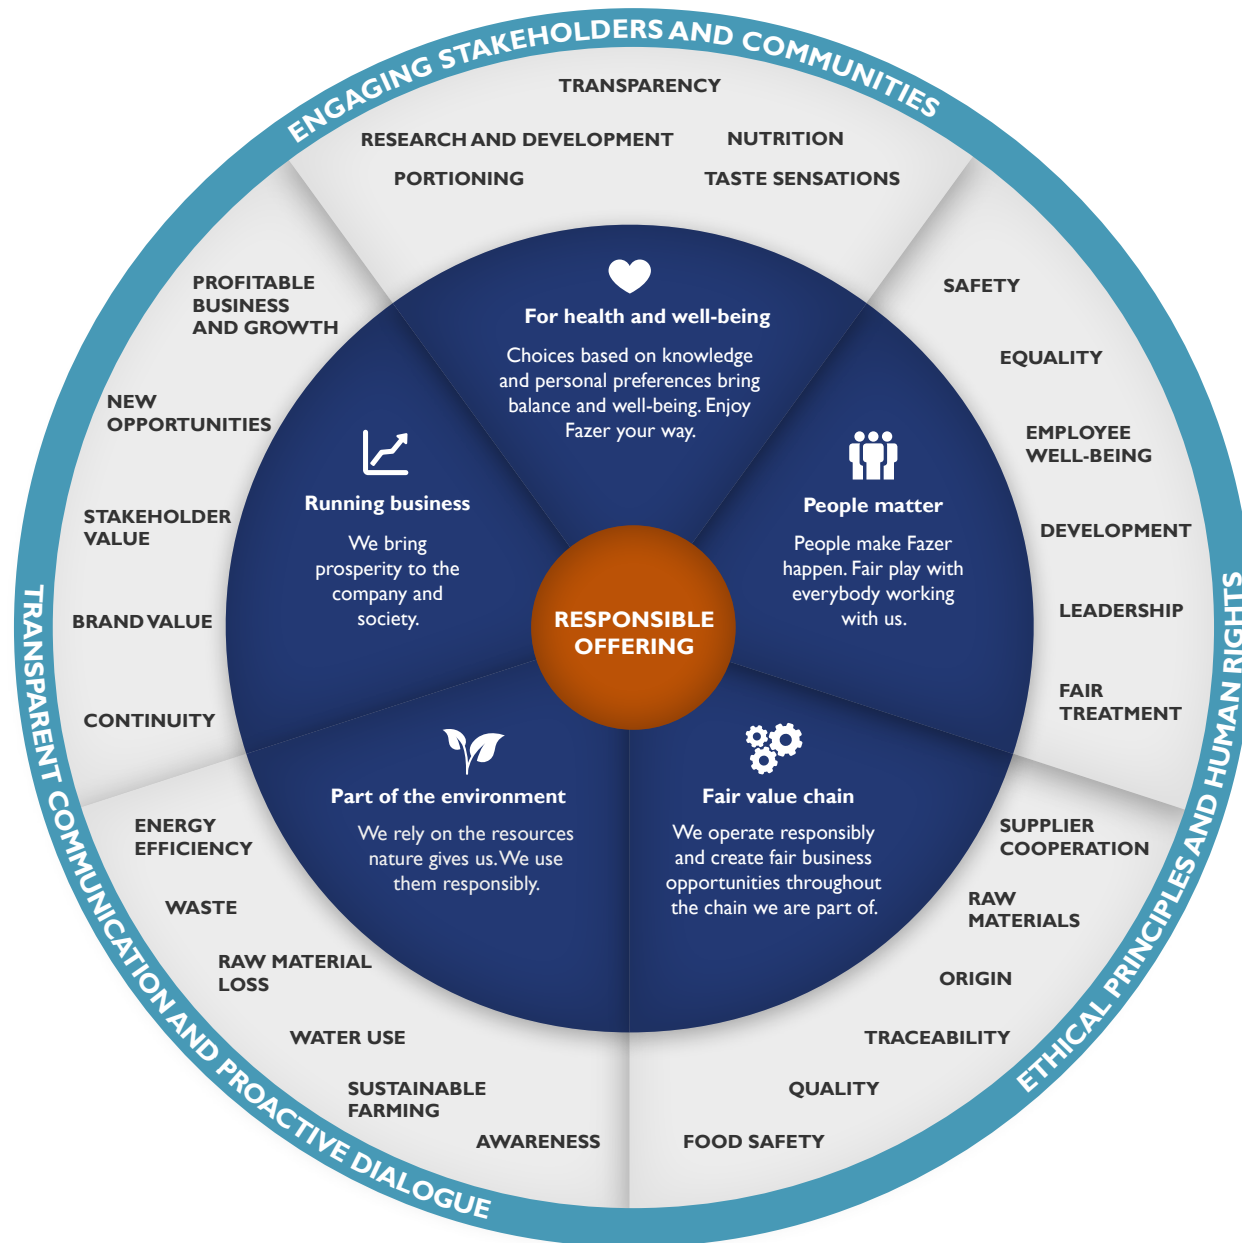 ENGAGING STAKEHOLDERS AND COMMUNITIES
TRANSPARENCY
RESEARCH AND DEVELOPMENT
NUTRITION
PORTIONING
TASTE SENSATIONS
For health and well-being
Choices based on knowledge
and personal preferences bring
balance and well-being. Enjoy
Fazer your way.
SAFETY
EQUALITY
EMPLOYEE
WELL-BEING
DEVELOPMENT
LEADERSHIP
FAIR
TREATMENT
People matter
People make Fazer
happen. Fair play with
everybody working
with us.
ETHICAL PRINCIPLES AND HUMAN RIGHTS
SUPPLIER
COOPERATION
RAW
MATERIALS
ORIGIN
TRACEABILITY
QUALITY
FOOD SAFETY
Fair value chain
We operate responsibly
and create fair business
opportunities throughout
the chain we are part of.
Part of the environment
We rely on the resources
nature gives us. We use
them responsibly.
ENERGY
EFFICIENCY
WASTE
RAW MATERIAL
LOSS
WATER USE
SUSTAINABLE
FARMING
AWARENESS
TRANSPARENT COMMUNICATION AND PROACTIVE DIALOGUE
PROFITABLE
BUSINESS
AND GROWTH
NEW
OPPORTUNITIES
STAKEHOLDER
VALUE
BRAND VALUE
CONTINUITY
Running business
We bring
prosperity to the
company and
society.
RESPONSIBLE
OFFERING